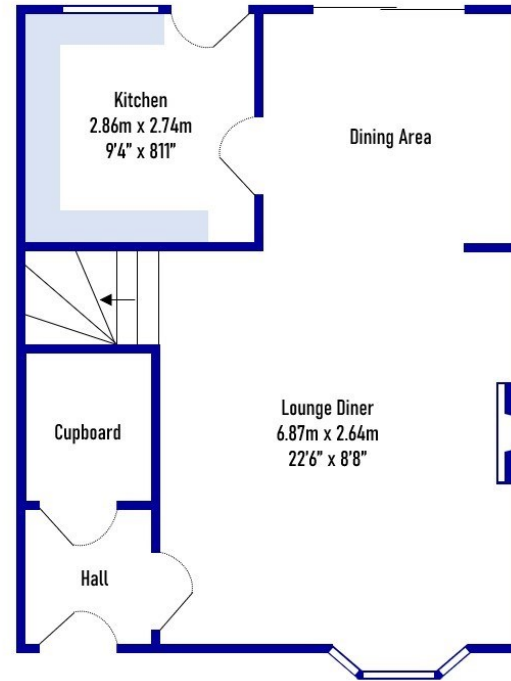 Kitchen
2.86m x 2.74m
9'4" x 811"
Dining Area
Lounge Diner
6.87m x 2.64m
22'6" x 8'8"
Cupboard
Hall